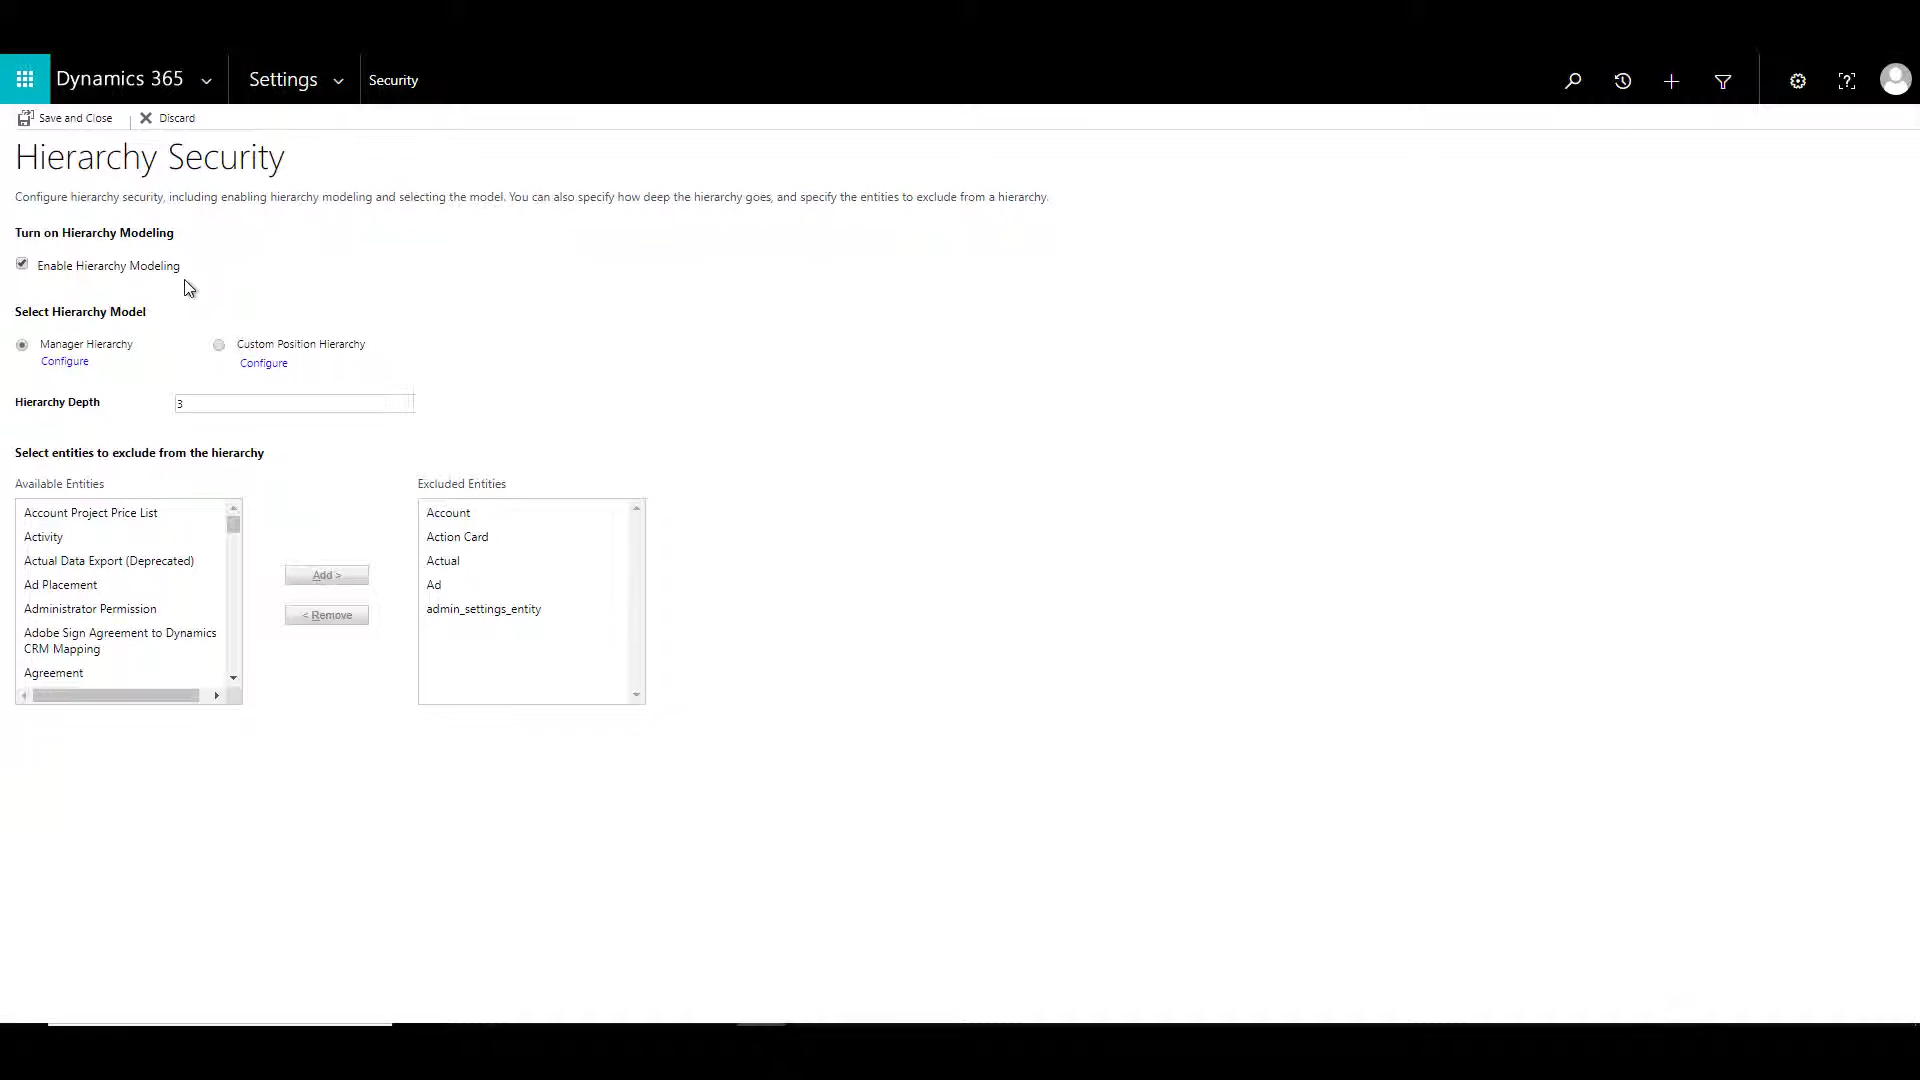 Dynamics 365
Settings
Security
Save and Close
Discard
Hierarchy Security
Configure hierarchy security, including enabling hierarchy modeling and selecting the model. You can also specify how deep the hierarchy goes, and specify the entities to exclude from a hierarchy.
Turn on Hierarchy Modeling
Enable Hierarchy Modeling
Select Hierarchy Model
Manager Hierarchy
Configure
Custom Position Hierarchy
Configure
Hierarchy Depth
3
Select entities to exclude from the hierarchy
Available Entities
Account Project Price List
Activity
Actual Data Export (Deprecated)
Ad Placement
Administrator Permission
Adobe Sign Agreement to Dynamics
CRM Mapping
Agreement
Add >
< Remove
Excluded Entities
Account
Action Card
Actual
Ad
admin_settings_entity